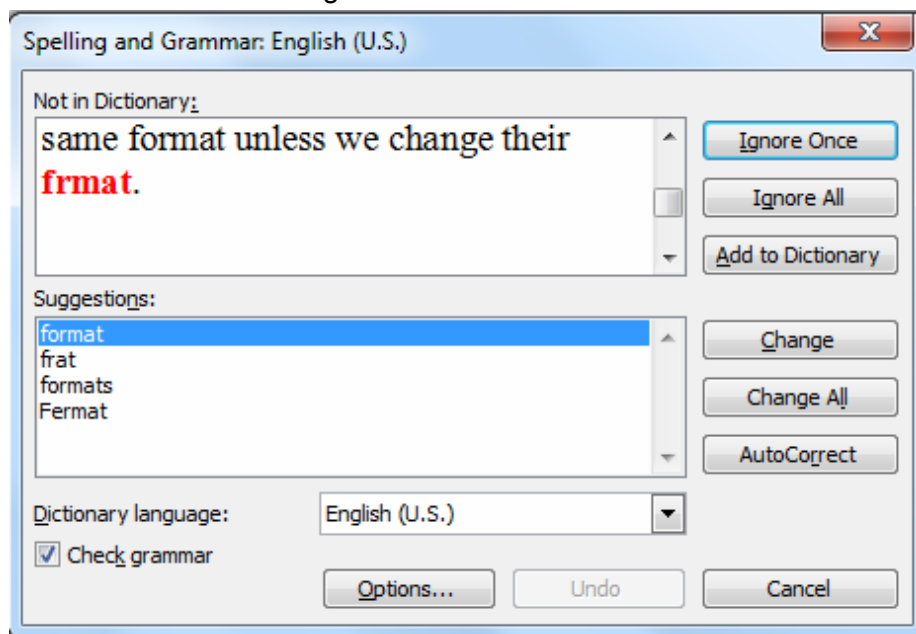 Spelling and Grammar: English (U.S.)
Not in Dictionary:
same format unless we change their
frmat.
Ignore Once
Ignore All
Add to Dictionary
Suggestions:
format
frat
formats
Fermat
Change
Change All
AutoCorrect
Dictionary language:
English (U.S.)
Check grammar
Options...
Undo
Cancel